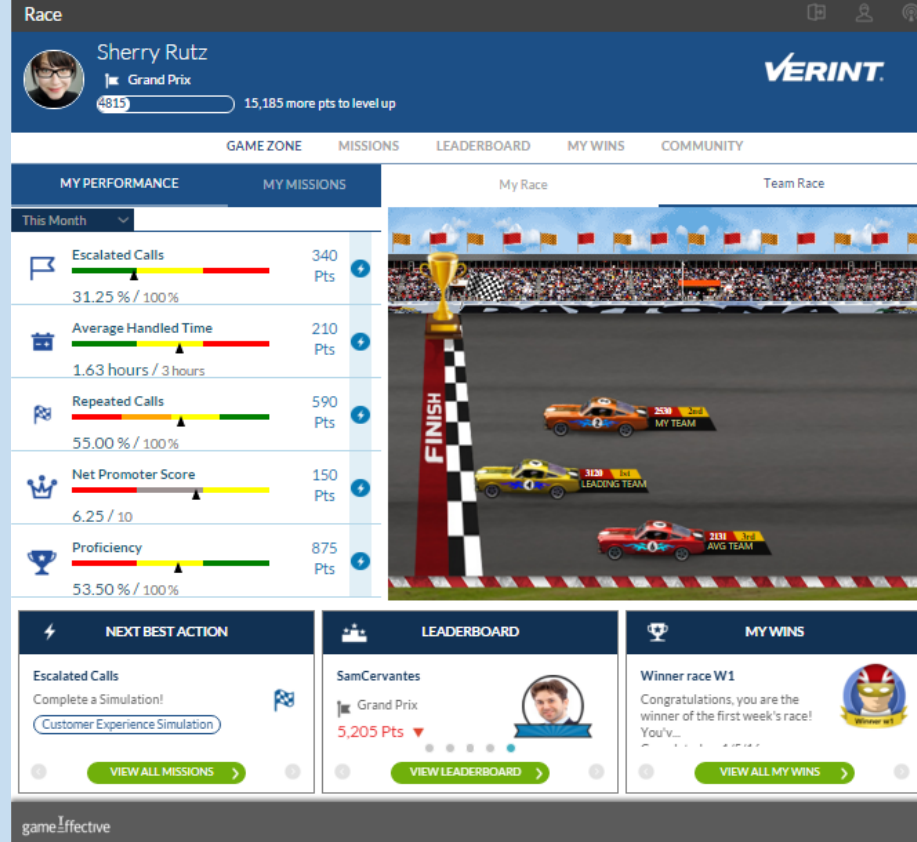 Race
Sherry Rutz
Grand Prix
4815
15,185 more pts to level up
VERINT.
GAME ZONE
MISSIONS
LEADERBOARD
MY WINS
COMMUNITY
MY PERFORMANCE
MY MISSIONS
My Race
Team Race
This Month
Escalated Calls
340 Pts
31.25 % / 100 %
Average Handled Time
210 Pts
1.63 hours / 3 hours
Repeated Calls
590 Pts
55.00 % / 100 %
Net Promoter Score
150 Pts
6.25 / 10
Proficiency
875 Pts
53.50 % / 100 %
FINISH
2
2530 2nd
MY TEAM
4
3120 1st
LEADING TEAM
2131 3rd
AVG TEAM
NEXT BEST ACTION
Escalated Calls
Complete a Simulation!
Customer Experience Simulation
VIEW ALL MISSIONS
LEADERBOARD
SamCervantes
Grand Prix
5,205 Pts
VIEW LEADERBOARD
MY WINS
Winner race W1
Congratulations, you are the
winner of the first week's race!
You'v...
Winner w1
VIEW ALL MY WINS
gameEffective